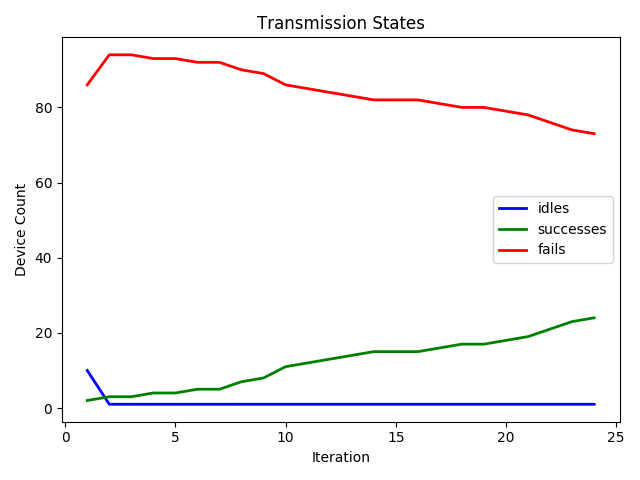 Transmission States
Device Count
80
60
40
20
0
idles
successes
fails
0 5 10 15 20 25
Iteration